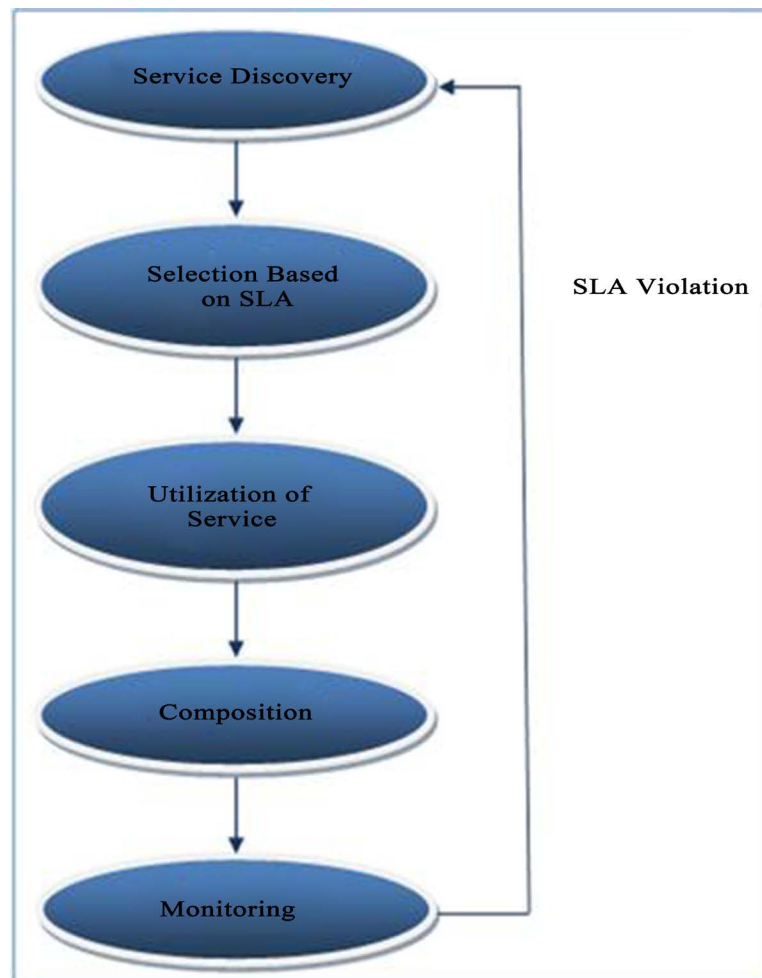 Service Discovery
Selection Based
on SLA
SLA Violation
Utilization of
Service
Composition
Monitoring